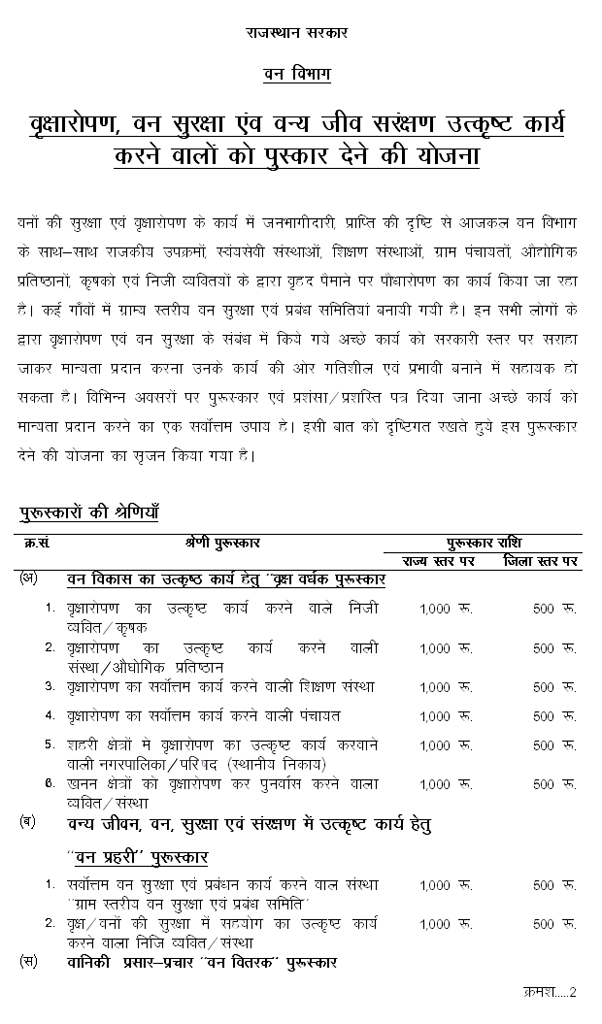 राजस्थान सरकार
वन विभाग
वृक्षारोपण, वन सुरक्षा एंव वन्य जीव सरंक्षण उत्कृष्ट कार्य
करने वालों को पुस्कार देने की योजना
वनों की सुरक्षा एवं वृक्षारोपण के कार्य में जनभागीदारी, प्राप्ति की दृष्टि से आजकल वन विभाग
के साथ–साथ राजकीय उपक्रमों, स्वंयसेवी संस्थाओं, शिक्षण संस्थाओं, ग्राम पंचायतों, औद्योगिक
प्रतिष्ठानों, कृषको एवं निजी व्यक्तियों के द्वारा वृहद पैमाने पर पौधारोपण का कार्य किया जा रहा
है। कई गाँवों में ग्राम्य स्तरीय वन सुरक्षा एवं प्रबंध समितियां बनायी गयी है। इन सभी लोगों के
द्वारा वृक्षारोपण एवं वन सुरक्षा के संबंध में किये गये अच्छे कार्य को सरकारी स्तर पर सराहा
जाकर मान्यता प्रदान करना उनके कार्य की ओर गतिशील एवं प्रभावी बनाने में सहायक हो
सकता है। विभिन्न अवसरों पर पुरूस्कार एवं प्रशंसा/प्रशस्ति पत्र दिया जाना अच्छे कार्य को
मान्यता प्रदान करने का एक सर्वोत्तम उपाय हे। इसी बात को दृष्टिगत रखते हुये इस पुरूस्कार
देने की योजना का सृजन किया गया है।
पुरूस्कारों की श्रेणियाँ
क्र.सं. श्रेणी पुरूस्कार पुरूस्कार राशि
राज्य स्तर पर जिला स्तर पर
(अ) वन विकास का उत्कृष्ठ कार्य हेतु "वृक्ष वर्धक पुरूस्कार
1. वृक्षारोपण का उत्कृष्ट कार्य करने वाले निजी 1,000 रू. 500 रू.
व्यक्ति/कृषक
2. वृक्षारोपण का उत्कृष्ट कार्य करने वाली 1,000 रू. 500 रू.
संस्था/औघोगिक प्रतिष्ठान
3. वृक्षारोपण का सर्वोत्तम कार्य करने वाली शिक्षण संस्था 1,000 रू. 500 रू.
4. वृक्षारोपण का सर्वोत्तम कार्य करने वाली पंचायत 1,000 रू. 500 रू.
5. शहरी क्षेत्रों मे वृक्षारोपण का उत्कृष्ट कार्य करवाने 1,000 रू. 500 रू.
वाली नगरपालिका/परिषद (स्थानीय निकाय)
6. खनन क्षेत्रों को वृक्षारोपण कर पुनर्वास करने वाला 1,000 रू. 500 रू.
व्यक्ति/संस्था
(ब) वन्य जीवन, वन, सुरक्षा एवं संरक्षण में उत्कृष्ट कार्य हेतु
"वन प्रहरी" पुरूस्कार
1. सर्वोत्तम वन सुरक्षा एवं प्रबंधन कार्य करने वाल संस्था 1,000 रू. 500 रू.
"ग्राम स्तरीय वन सुरक्षा एवं प्रबंध समिति"
2. वृक्ष/वनों की सुरक्षा में सहयोग का उत्कृष्ट कार्य 1,000 रू. 500 रू.
करने वाला निजि व्यक्ति/संस्था
(स) वानिकी प्रसार–प्रचार "वन वितरक" पुरूस्कार
क्रमश.....2